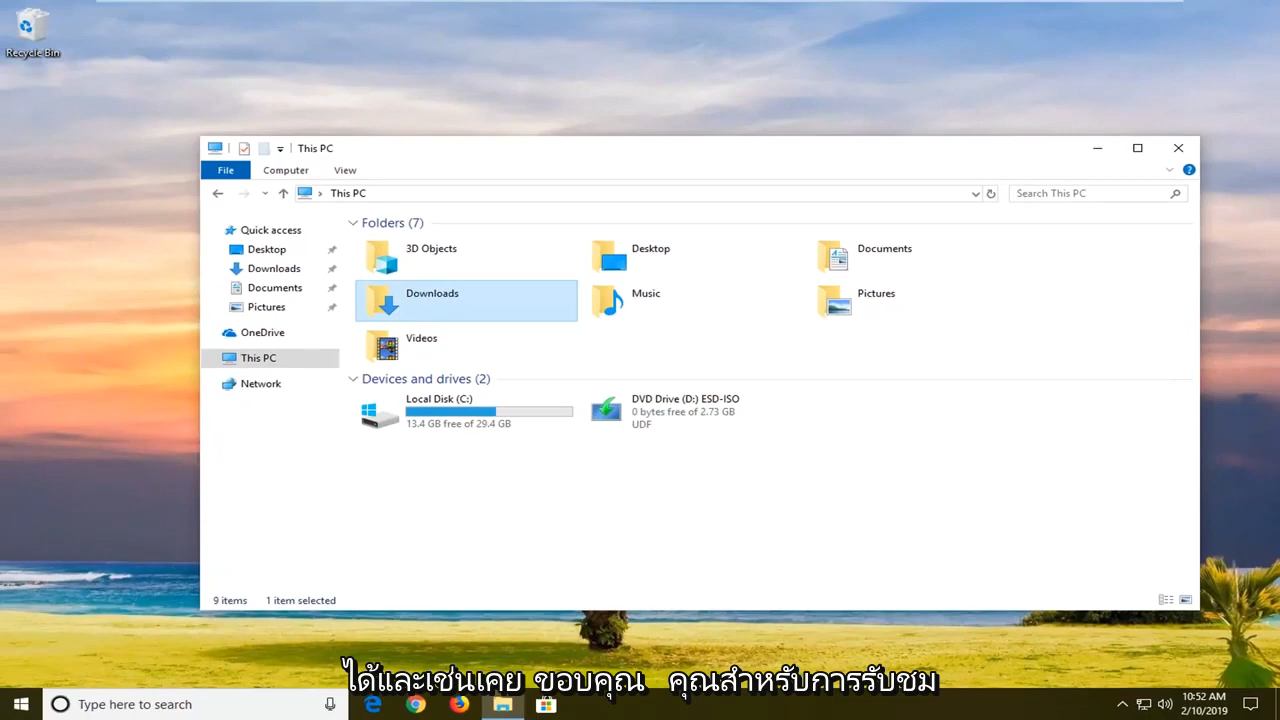 Recycle Bin
This PC
File
Computer
View
This PC
Search This PC
Quick access
Desktop
Downloads
Documents
Pictures
OneDrive
This PC
Network
Folders (7)
3D Objects
Desktop
Documents
Downloads
Music
Pictures
Videos
Devices and drives (2)
Local Disk (C:)
13.4 GB free of 29.4 GB
DVD Drive (D:) ESD-ISO
0 bytes free of 2.73 GB
UDF
9 items
1 item selected
ได้และเช่นเคย ขอบคุณ คุณสำหรับการรับชม
Type here to search
10:52 AM
2/10/2019